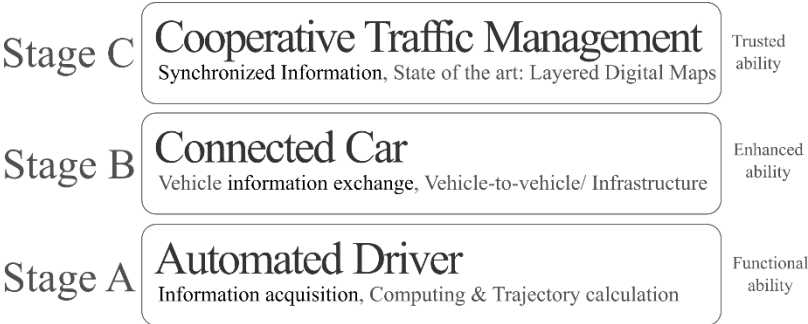 Stage C
Cooperative Traffic Management
Synchronized Information, State of the art: Layered Digital Maps
Trusted
ability
Stage B
Connected Car
Vehicle information exchange, Vehicle-to-vehicle/ Infrastructure
Enhanced
ability
Stage A
Automated Driver
Information acquisition, Computing & Trajectory calculation
Functional
ability